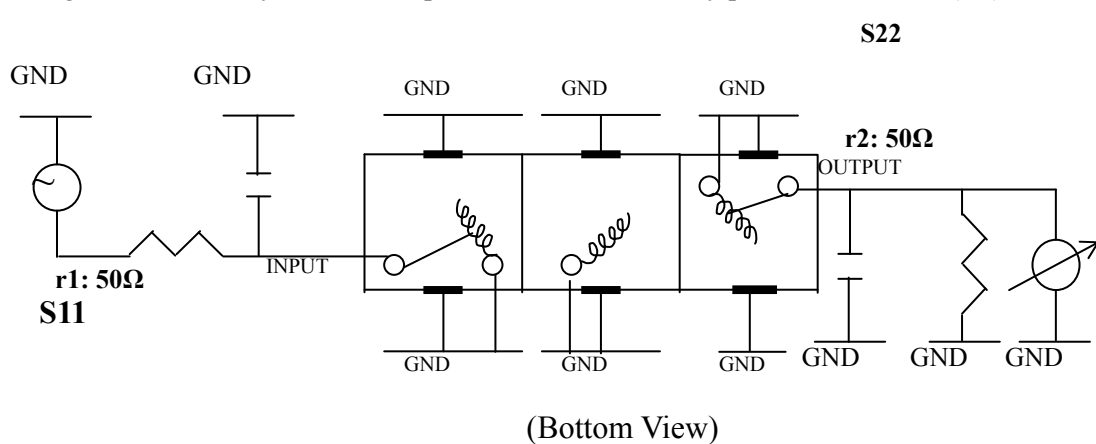 S22
GND
GND
GND
GND
GND
r2: 50Ω
OUTPUT
INPUT
r1: 50Ω
S11
GND
GND
GND
GND
GND
GND
(Bottom View)